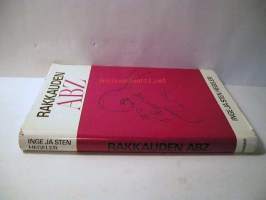 RAKKAUDEN
ABZ
INGE JA STEN HEGELER
INGE JA STEN
HEGELER
RAKKAUDEN ABZ